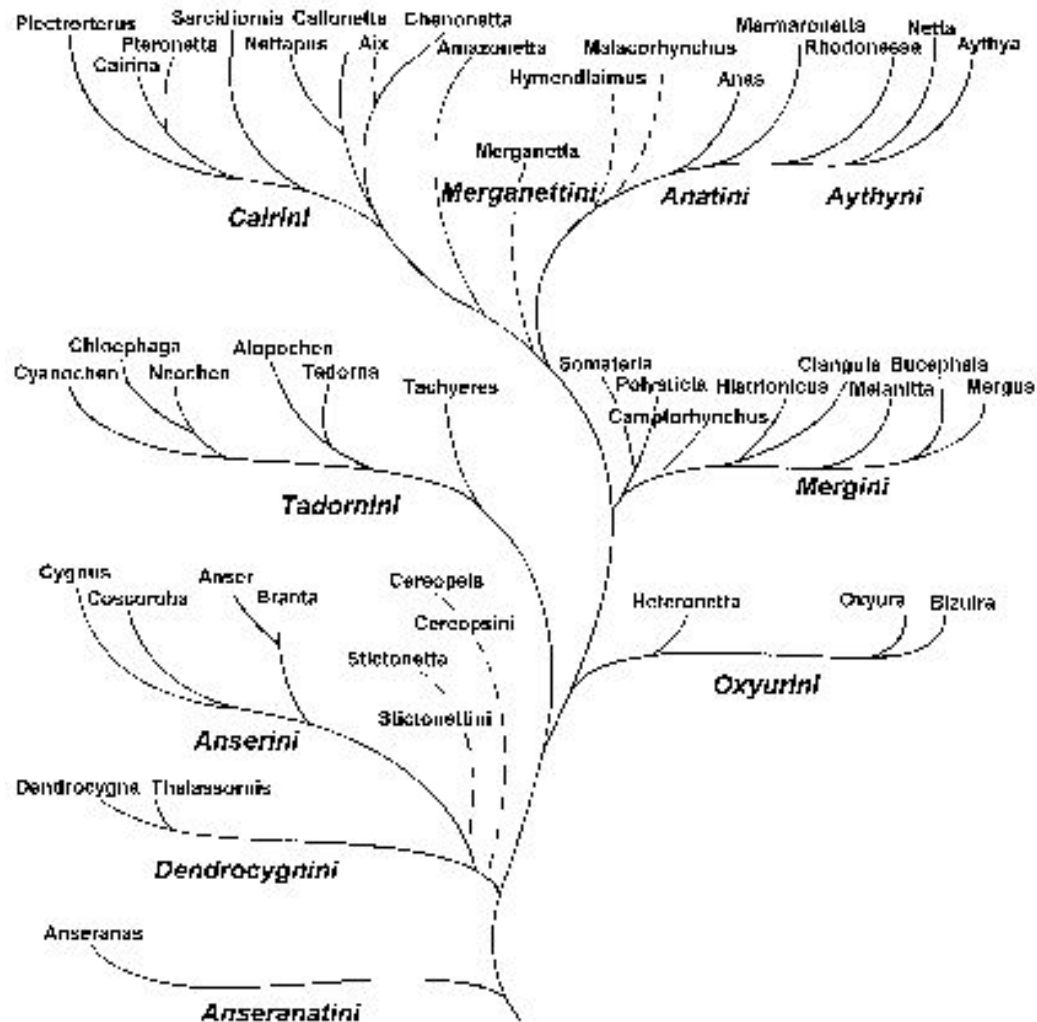 Plectrorterus
Sarcidiornis
Callonetta
Chenonetta
Marmaronetta
Netta
Pteronetta
Nettapus
Aix
Amazonetta
Malacorhynchus
Rhodonessa
Aythya
Cairina
Hymendlaimus
Anas
Merganetta
Cairini
Merganettini
Anatini
Aythyni
Chloephaga
Alopochen
Somateria
Clangula
Bucephala
Cyanochen
Neochen
Tadorna
Tachyeres
Polysticta
Histrionicus
Melanitta
Mergus
Camptorhynchus
Tadornini
Mergini
Cygnus
Anser
Cereopsis
Coscoroba
Branta
Cereopsini
Heteronetta
Oxyura
Biziura
Stictonetta
Oxyurini
Stictonettini
Anserini
Dendrocygna
Thalassornis
Dendrocygnini
Anseranas
Anseranatini